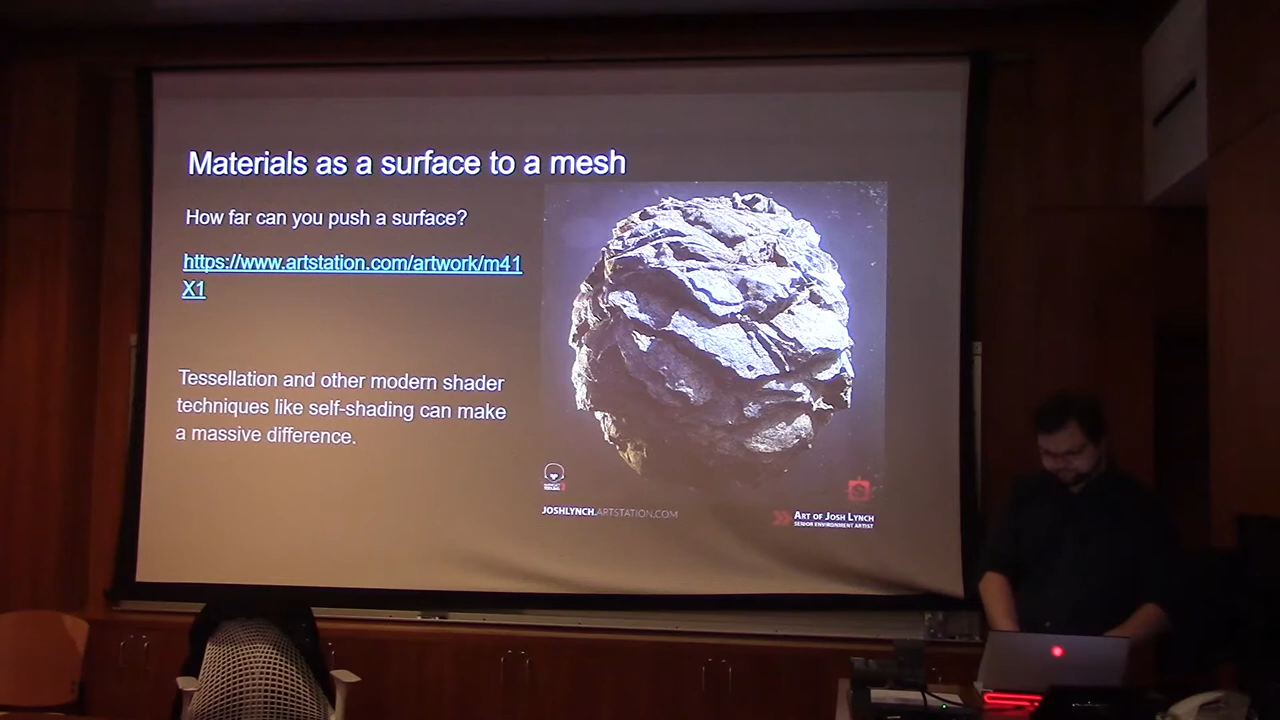 Materials as a surface to a mesh
How far can you push a surface?
https://www.artstation.com/artwork/m41
X1
Tessellation and other modern shader
techniques like self-shading can make
a massive difference.
JOSHLYNCH.ARTSTATION.COM
ART OF JOSH LYNCH
SENIOR ENVIRONMENT ARTIST